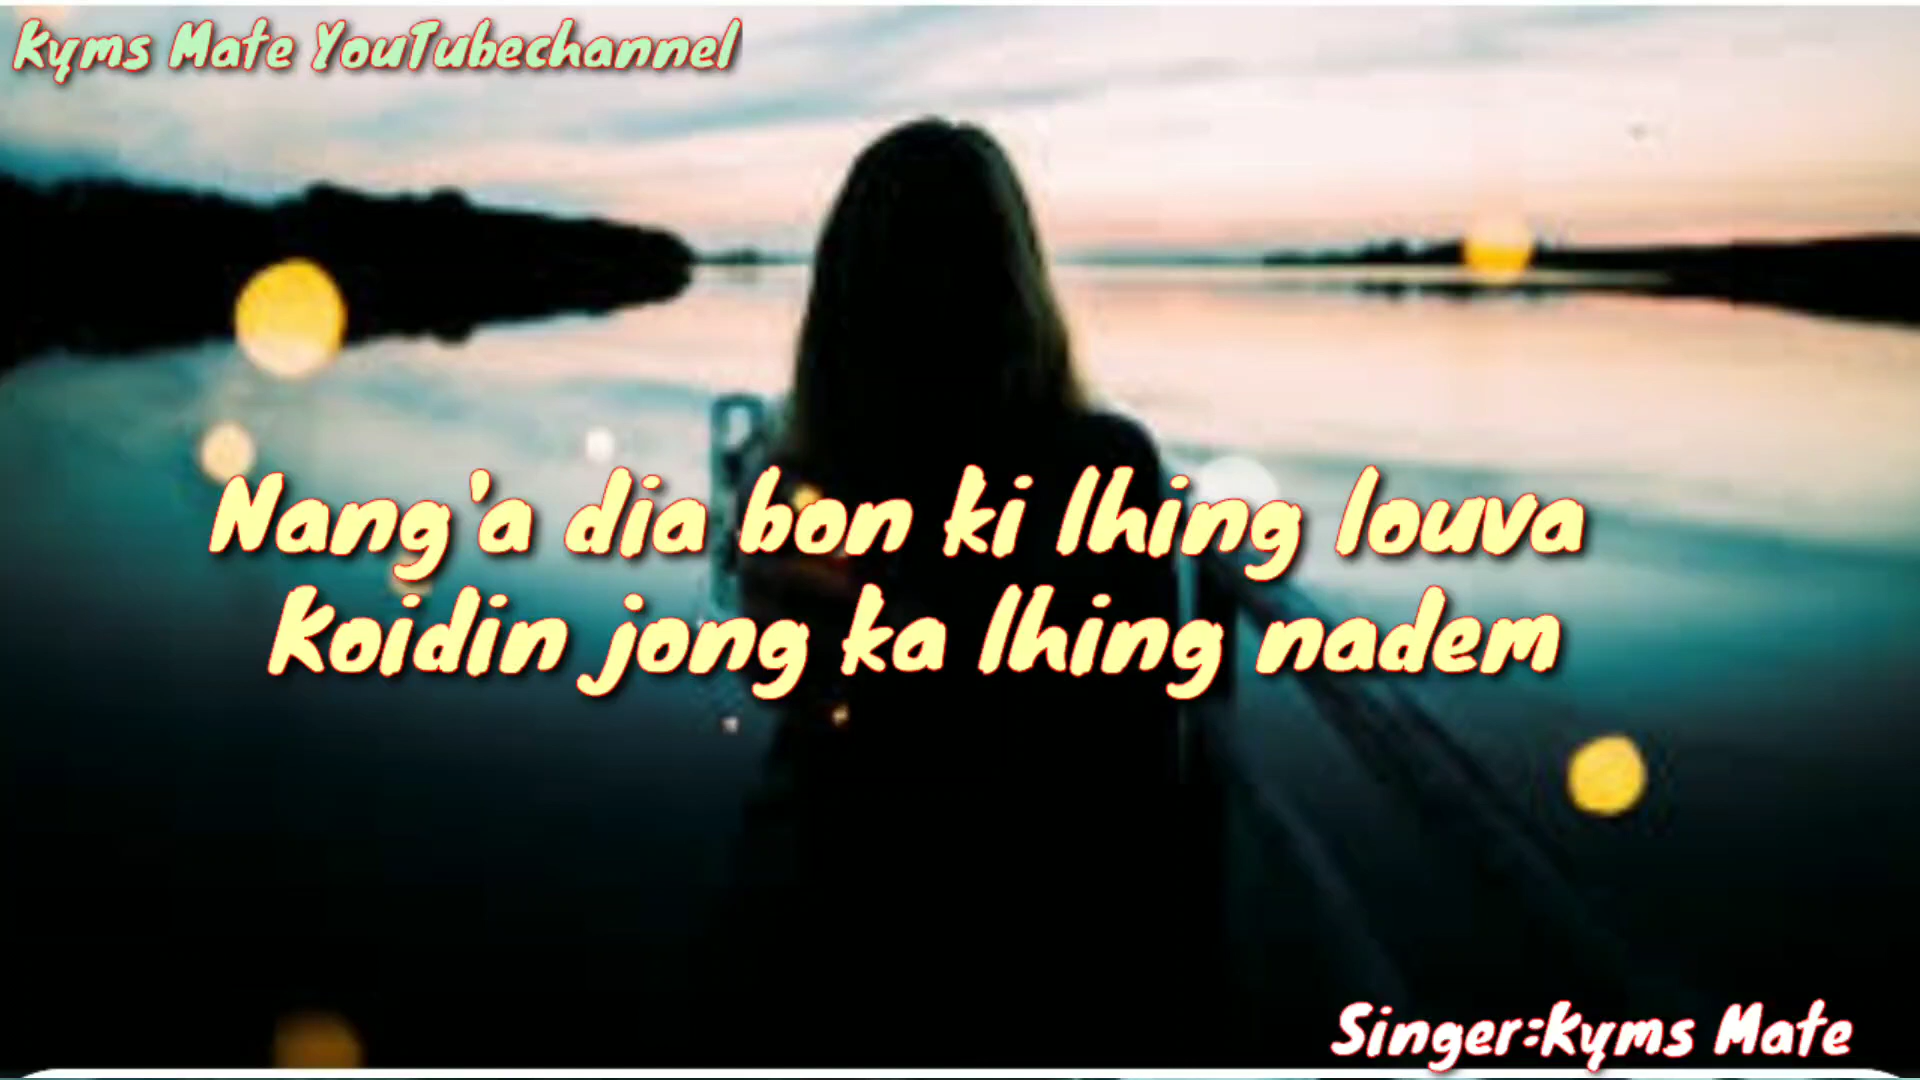 Kyms Mate YouTubechannel
Nang'a dia bon ki lhing louva
Koidin jong ka lhing nadem
Singer:Kyms Mate